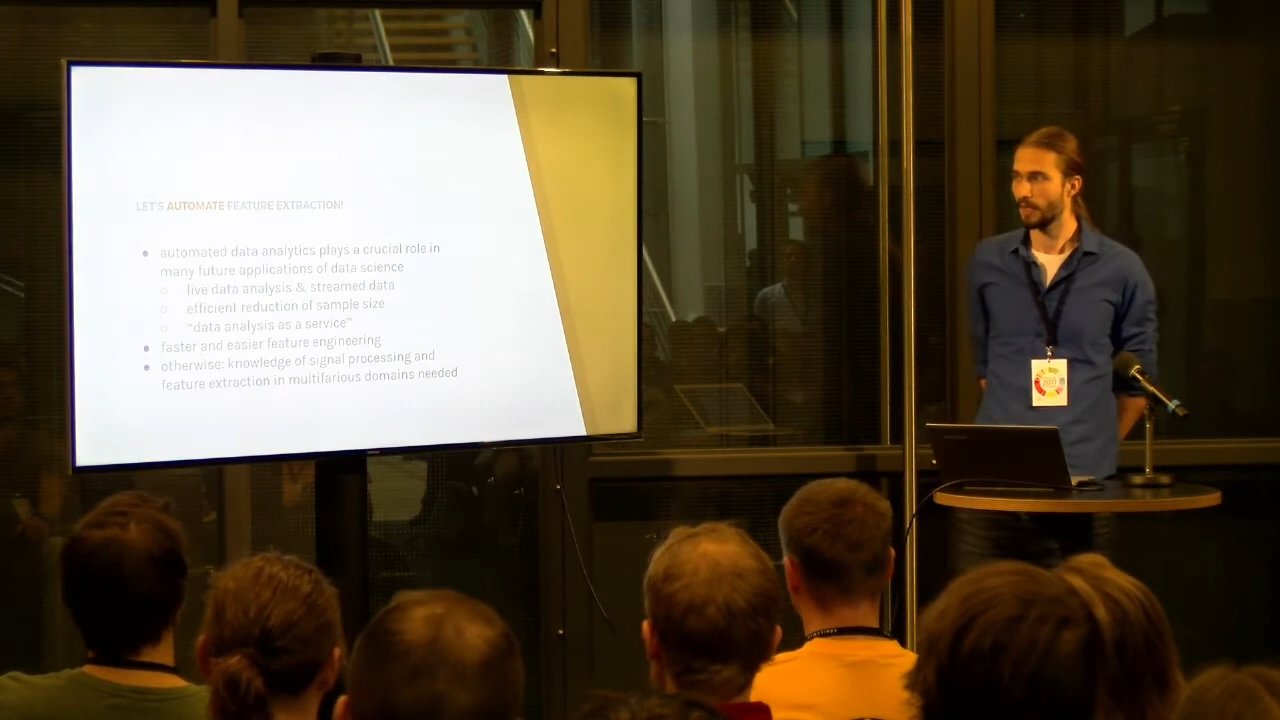 LET'S AUTOMATE FEATURE EXTRACTION!
automated data analytics plays a crucial role in
many future applications of data science
live data analysis & streamed data
efficient reduction of sample size
"data analysis as a service"
faster and easier feature engineering
otherwise: knowledge of signal processing and
feature extraction in multifarious domains needed